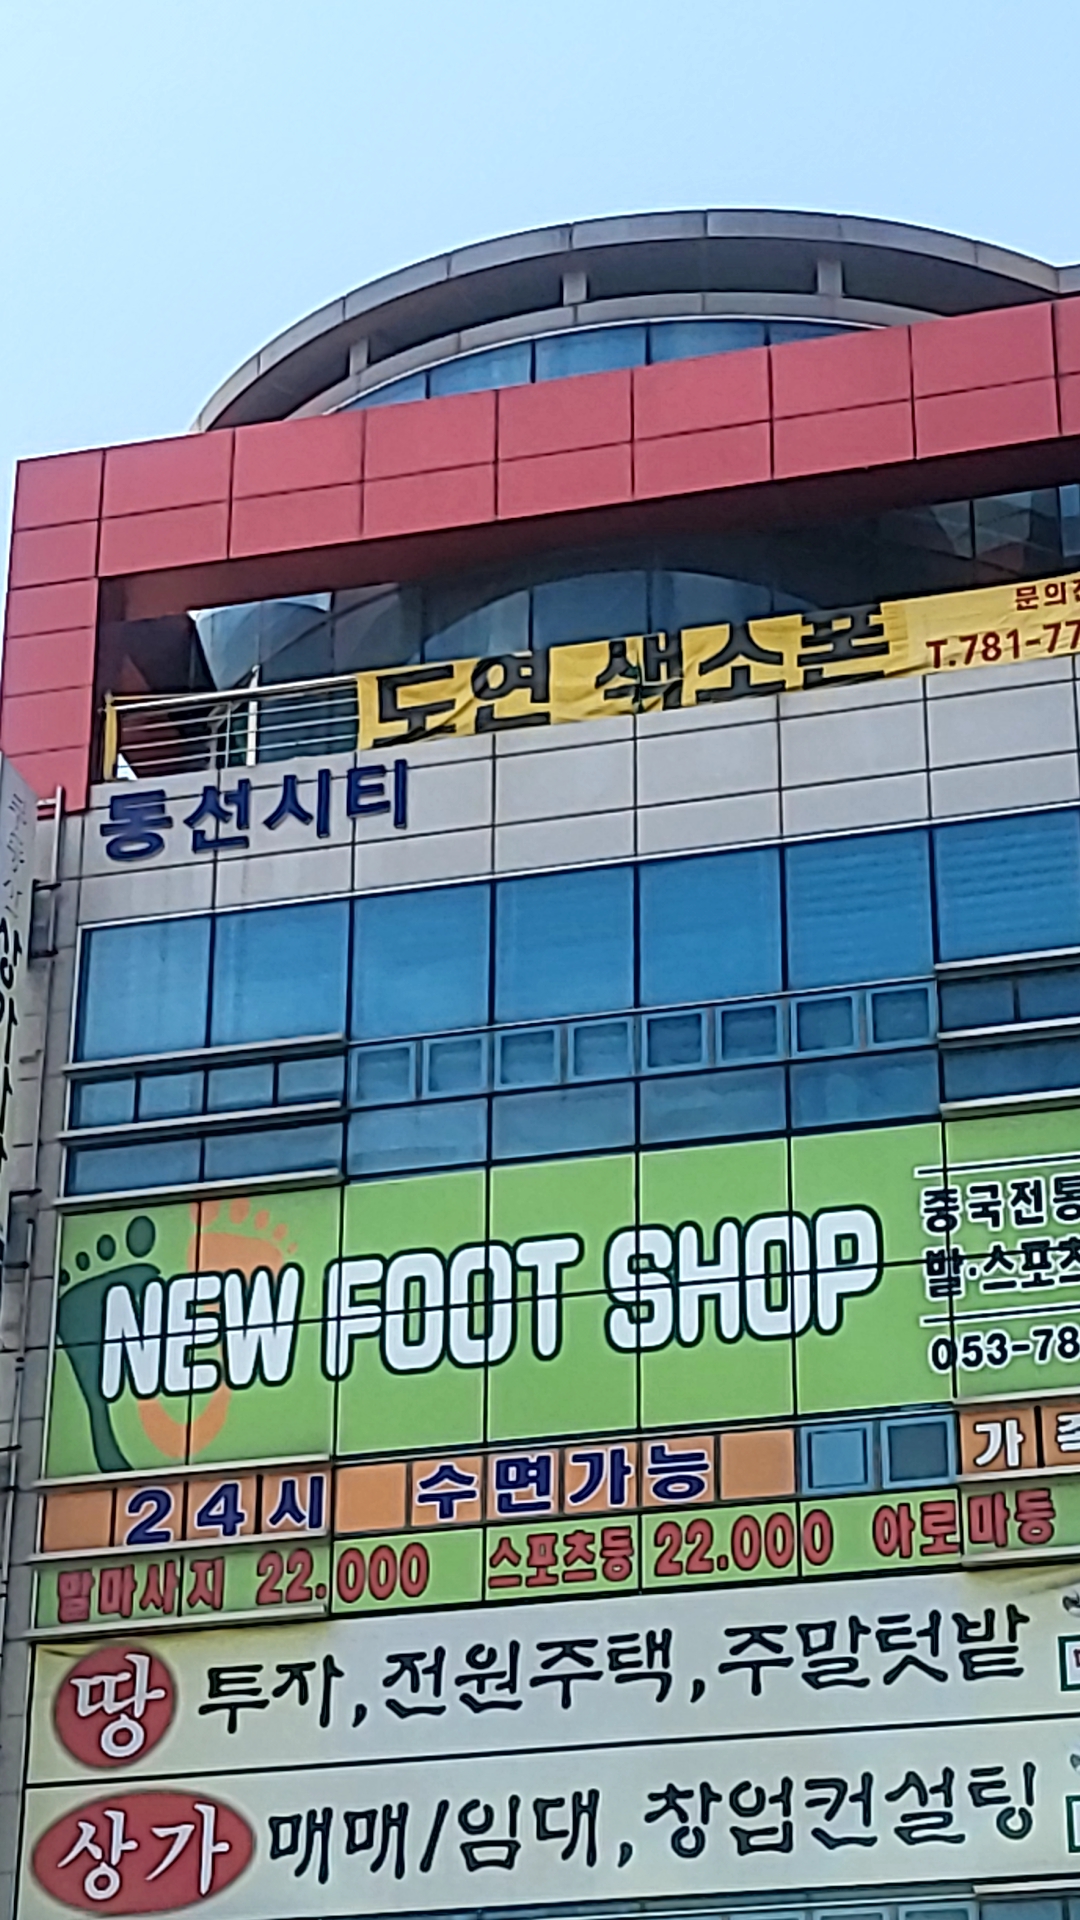 문의전
도연 색소폰
T.781-77
동선시티
중국전통
NEW FOOT SHOP
발·스포츠
053-78
24시 수면가능
가족
발마사지 22.000 스포츠등 22.000 아로마등
땅 투자,전원주택,주말텃밭
상가 매매/임대,창업컨설팅